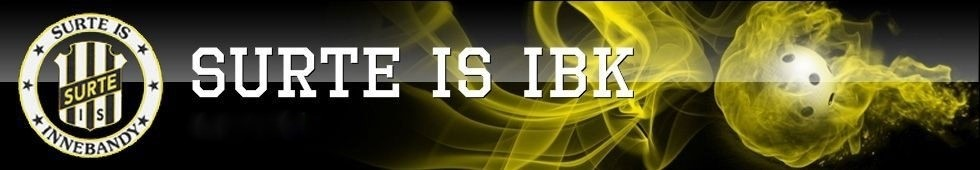 SURTE IS
SURTE
IS
INNEBANDY
SURTE IS IBK